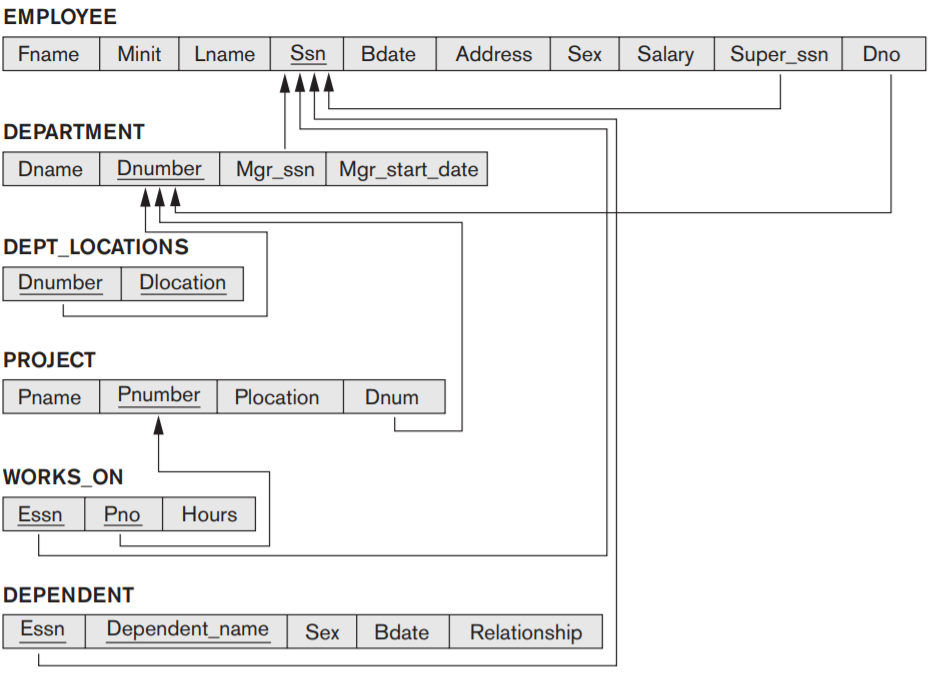 EMPLOYEE
Fname Minit Lname Ssn Bdate Address Sex Salary Super_ssn Dno
DEPARTMENT
Dname Dnumber Mgr_ssn Mgr_start_date
DEPT_LOCATIONS
Dnumber Dlocation
PROJECT
Pname Pnumber Plocation Dnum
WORKS_ON
Essn Pno Hours
DEPENDENT
Essn Dependent_name Sex Bdate Relationship